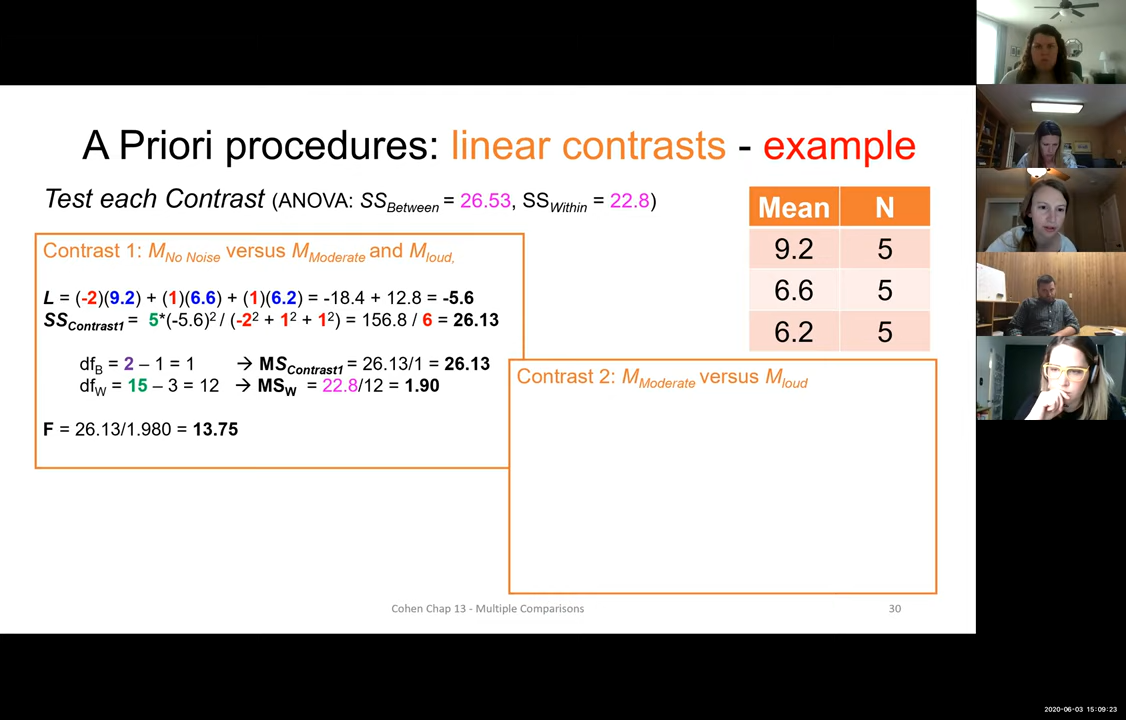 A Priori procedures: linear contrasts - example
Test each Contrast (ANOVA: SSBetween = 26.53, SSWithin = 22.8)
Mean N
9.2 5
6.6 5
6.2 5
Contrast 1: MNo Noise versus MModerate and Mloud,
L = (-2)(9.2) + (1)(6.6) + (1)(6.2) = -18.4 + 12.8 = -5.6
SSContrast1 = 5*(-5.6)² / (-2² + 1² + 1²) = 156.8 / 6 = 26.13
dfB = 2 – 1 = 1 → MSContrast1 = 26.13/1 = 26.13
dfW = 15 – 3 = 12 → MSW = 22.8/12 = 1.90
F = 26.13/1.980 = 13.75
Contrast 2: MModerate versus Mloud
Cohen Chap 13 - Multiple Comparisons 30
2020-06-03 15:09:23